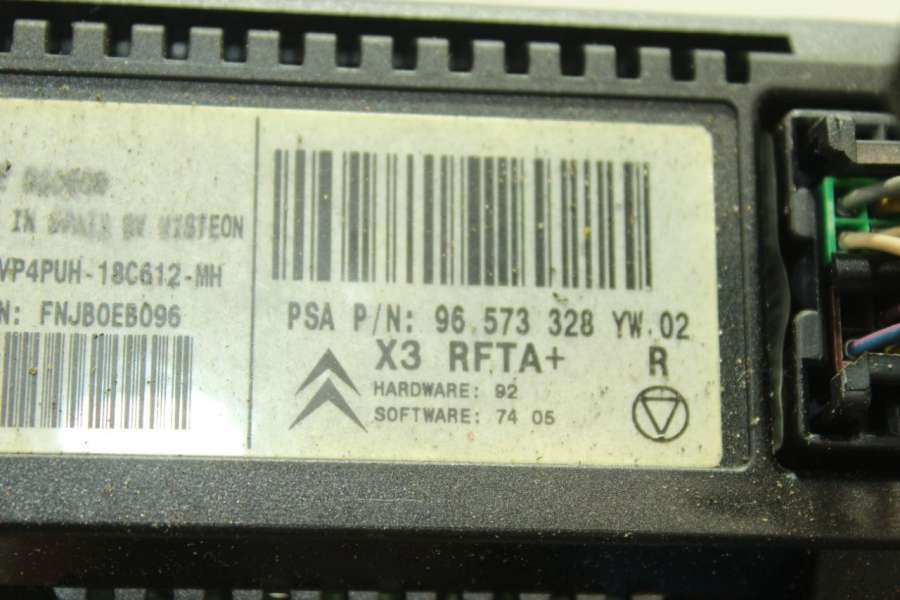 IN SPAIN BY VISTEON
VP4PUH-18C612-MH
N: FNJB0EB096
PSA P/N: 96 573 328 YW 02
X3 RFTA+ R
HARDWARE: 92
SOFTWARE: 74 05